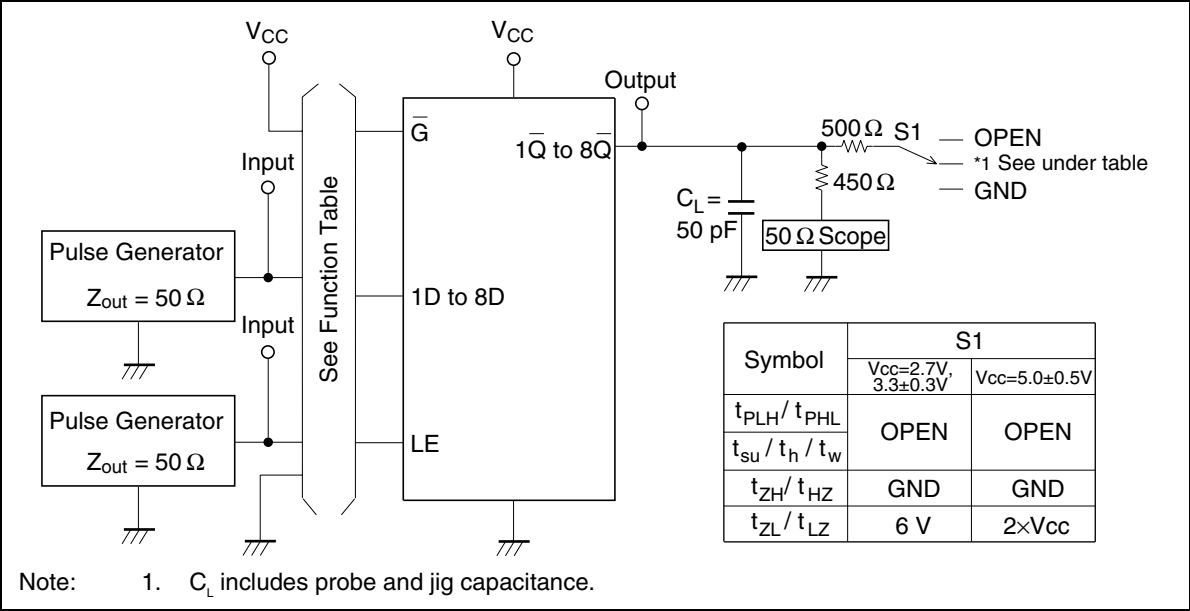 VCC
VCC
Output
G̅
1Q̅ to 8Q̅
500 Ω
S1
OPEN
*1 See under table
GND
450 Ω
CL =
50 pF
50 Ω Scope
Input
Pulse Generator
Zout = 50 Ω
See Function Table
1D to 8D
Input
Pulse Generator
Zout = 50 Ω
LE
Symbol
S1
Vcc=2.7V,
3.3±0.3V
Vcc=5.0±0.5V
tPLH / tPHL
OPEN
OPEN
tsu / th / tw
tZH / tHZ
GND
GND
tZL / tLZ
6 V
2×Vcc
Note: 1. CL includes probe and jig capacitance.